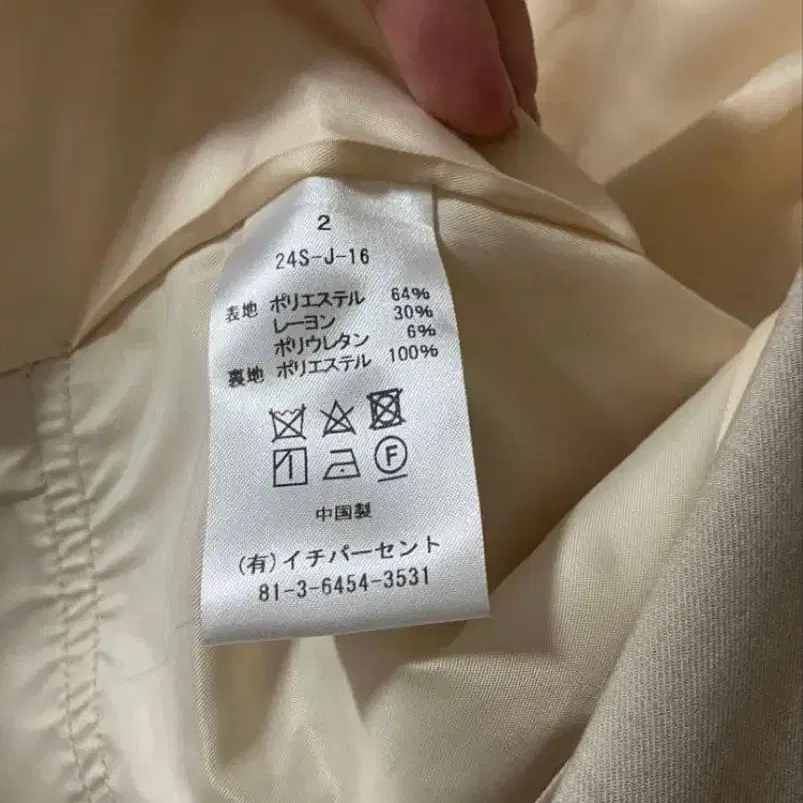 2
24S-J-16
表地 ポリエステル 64%
レーヨン 30%
ポリウレタン 6%
裏地 ポリエステル 100%
F
中国製
(有)イチパーセント
81-3-6454-3531